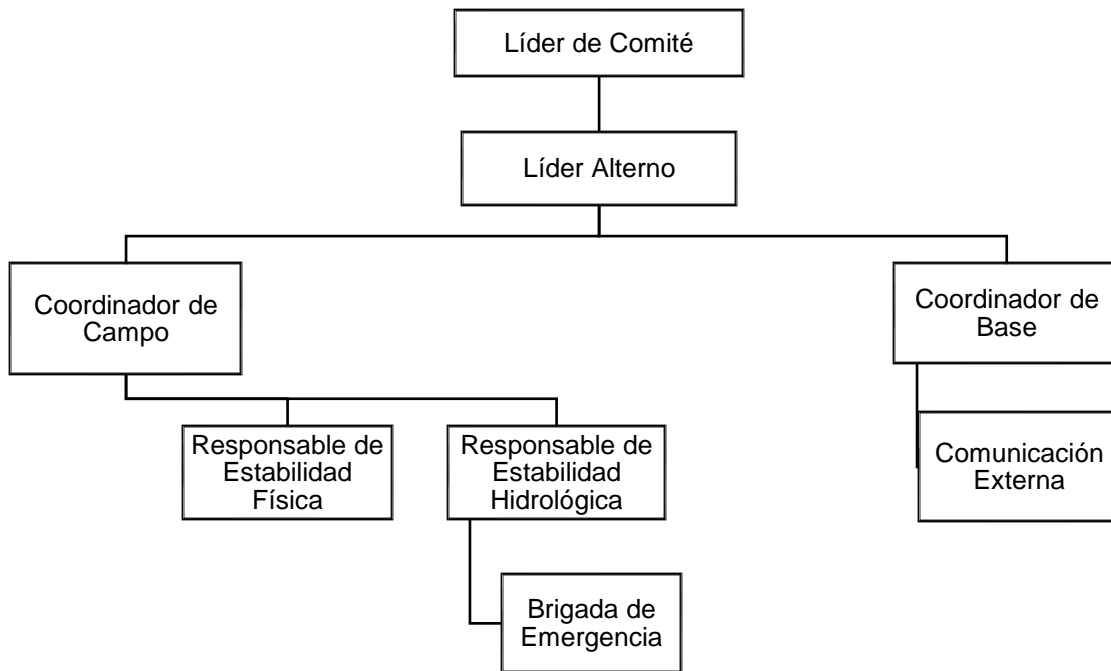 Líder de Comité
Líder Alterno
Coordinador de
Campo
Coordinador de
Base
Responsable de
Estabilidad
Física
Responsable de
Estabilidad
Hidrológica
Comunicación
Externa
Brigada de
Emergencia